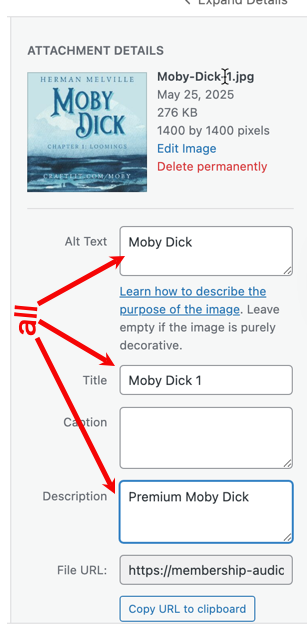 Expand Details
ATTACHMENT DETAILS
HERMAN MELVILLE
MOBY
DICK
CHAPTER 1: LOOMINGS
CRAFTLIT.COM/MOBY
Moby-Dick-1.jpg
May 25, 2025
276 KB
1400 by 1400 pixels
Edit Image
Delete permanently
Alt Text
Moby Dick
Learn how to describe the
purpose of the image. Leave
empty if the image is purely
decorative.
all
Title
Moby Dick 1
Caption
Description
Premium Moby Dick
File URL:
https://membership-audic
Copy URL to clipboard